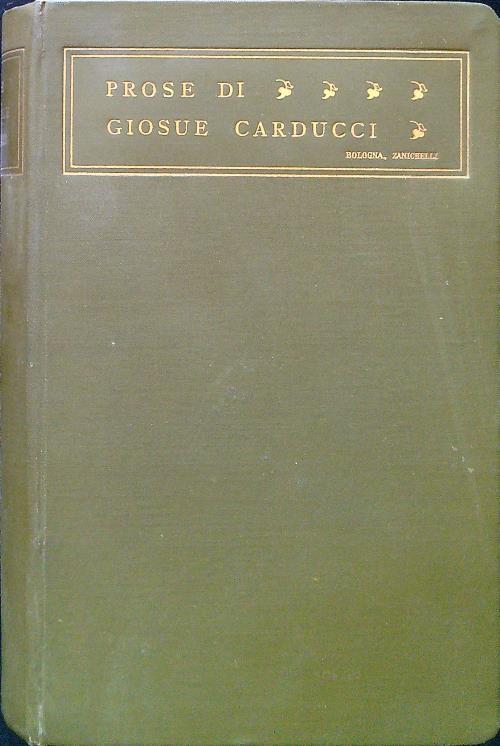 PROSE DI
GIOSUE CARDUCCI
BOLOGNA, ZANICHELLI